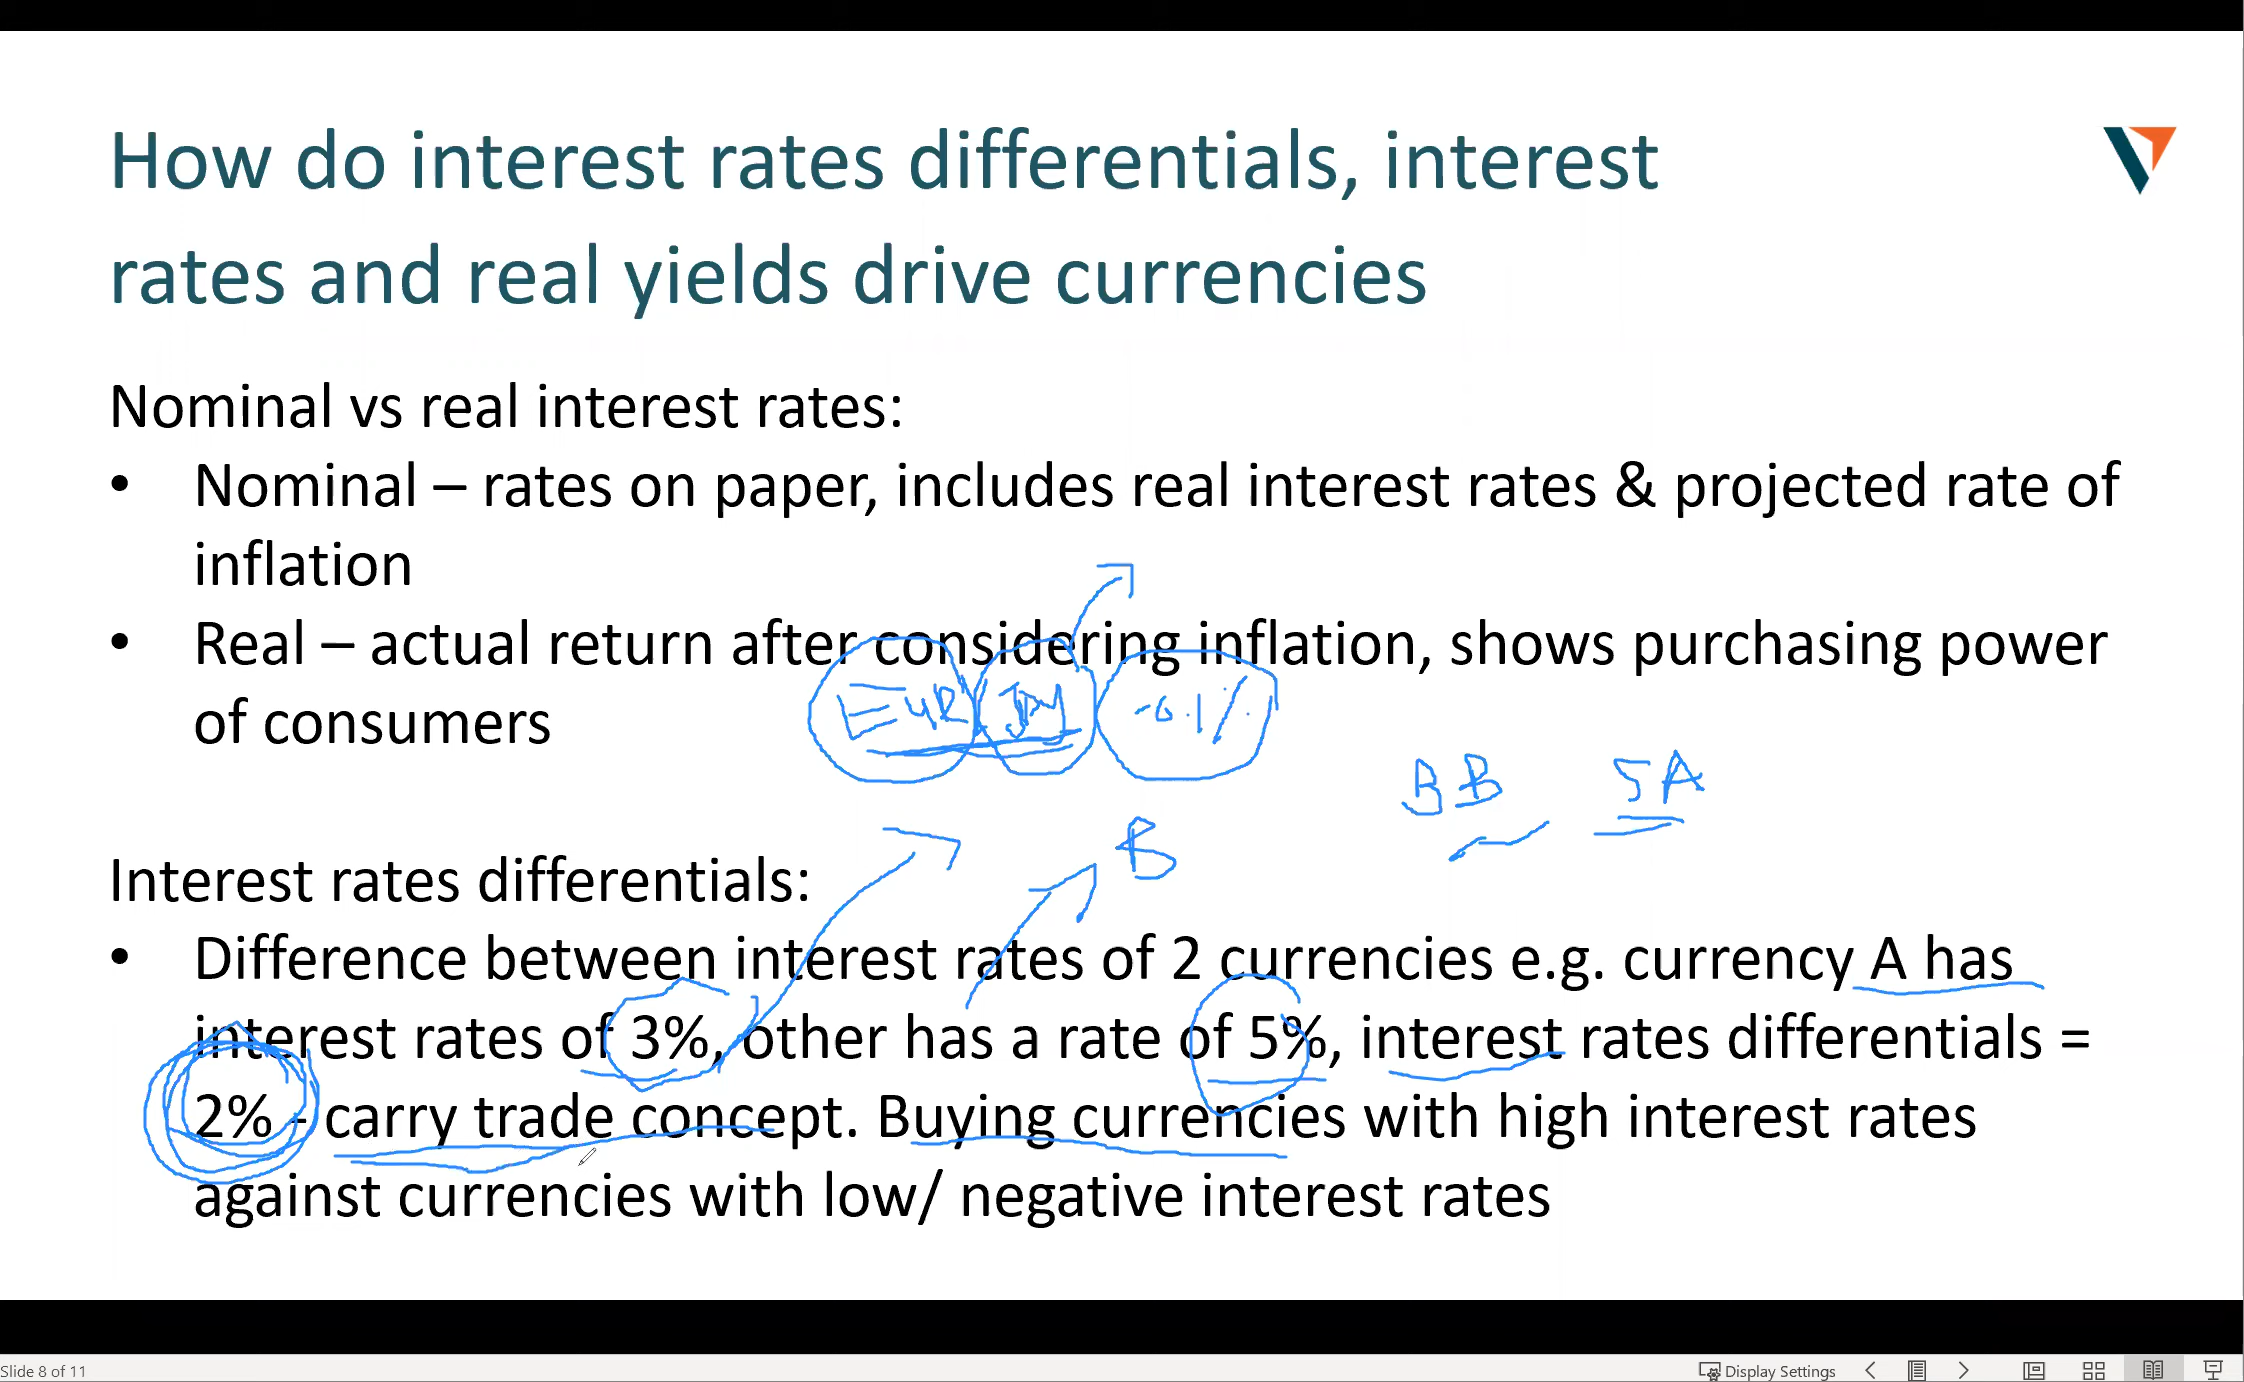 How do interest rates differentials, interest
rates and real yields drive currencies
Nominal vs real interest rates:
• Nominal – rates on paper, includes real interest rates & projected rate of
inflation
• Real – actual return after considering inflation, shows purchasing power
of consumers
EUR JPY -0.1%
BB SA
B
Interest rates differentials:
• Difference between interest rates of 2 currencies e.g. currency A has
interest rates of 3%, other has a rate of 5%, interest rates differentials =
2% - carry trade concept. Buying currencies with high interest rates
against currencies with low/ negative interest rates
Slide 8 of 11
Display Settings